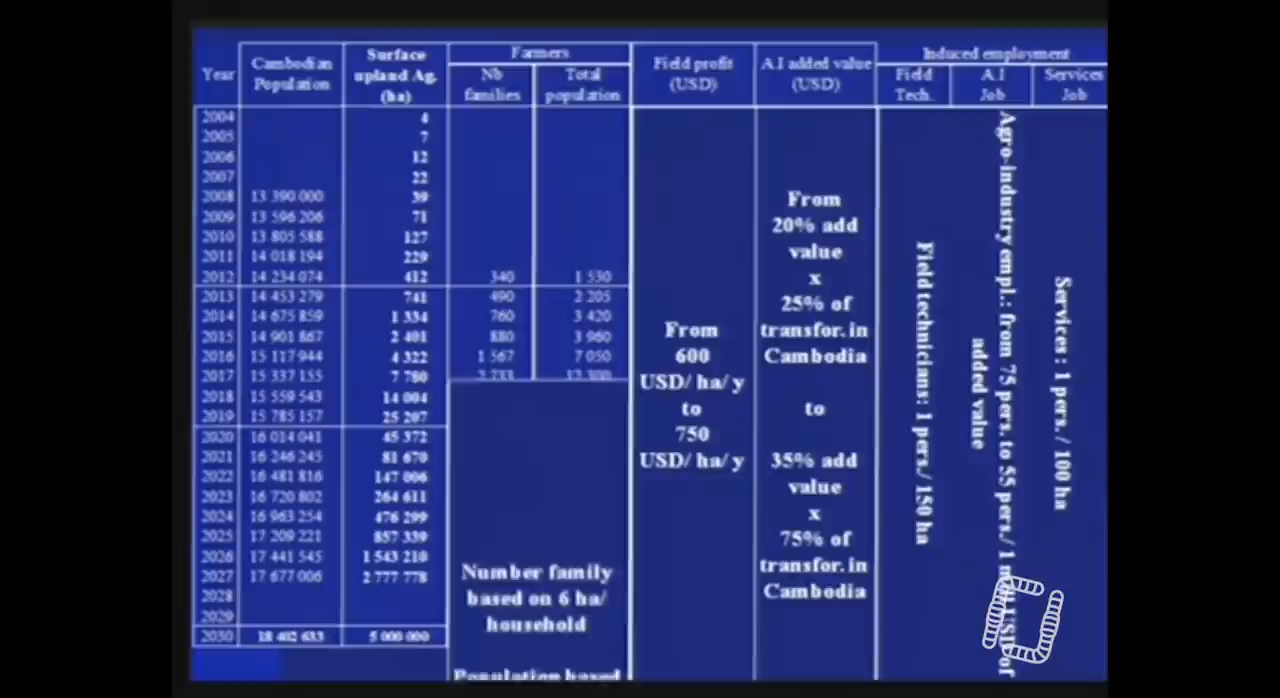 Farmers
Induced employment
Year
Cambodian Population
Surface upland Ag. (ha)
Nb families
Total population
Field profit (USD)
A.I added value (USD)
Field Tech.
A.I Job
Services Job
2004 4
2005 7
2006 12
2007 22
2008 13 390 000 39
2009 13 596 206 71
2010 13 805 588 127
2011 14 018 194 229
2012 14 234 074 412 340 1 530
2013 14 453 279 741 490 2 205
2014 14 675 859 1 334 760 3 420
2015 14 901 867 2 401 880 3 960
2016 15 117 944 4 322 1 567 7 050
2017 15 337 155 7 780 2 733 12 300
2018 15 559 543 14 004
2019 15 785 157 25 207
2020 16 014 041 45 372
2021 16 246 245 81 670
2022 16 481 816 147 006
2023 16 720 802 264 611
2024 16 963 254 476 299
2025 17 209 221 857 339
2026 17 441 545 1 543 210
2027 17 677 006 2 777 778
2028
2029
2030 18 402 633 5 000 000
Number family
based on 6 ha/
household
Population based
From
600
USD/ ha/ y
to
750
USD/ ha/ y
From
20% add
value
x
25% of
transfor. in
Cambodia
to
35% add
value
x
75% of
transfor. in
Cambodia
Field technicians: 1 pers./ 150 ha
Agro-industry empl.: from 75 pers. to 55 pers./ 1 USD of
added value
Services : 1 pers. / 100 ha